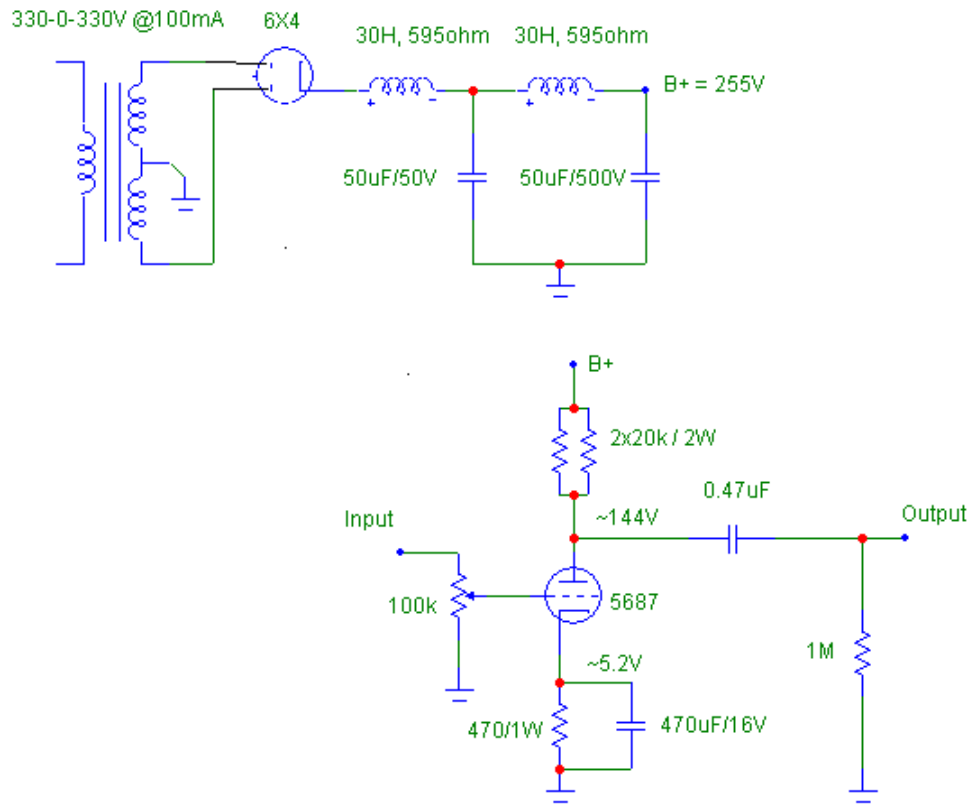 330-0-330V @100mA
6X4
30H, 595ohm
30H, 595ohm
B+ = 255V
50uF/50V
50uF/500V
B+
2x20k / 2W
0.47uF
Input
~144V
Output
100k
5687
1M
~5.2V
470/1W
470uF/16V